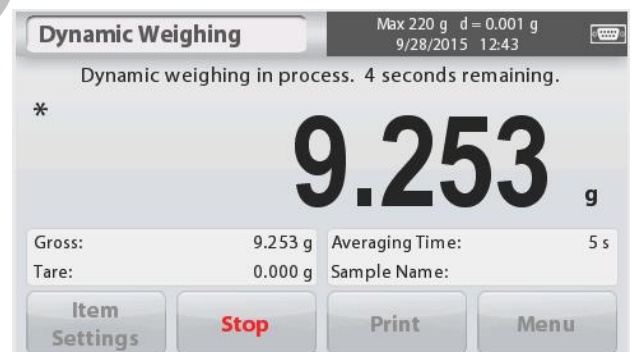 Dynamic Weighing
Max 220 g d = 0.001 g
9/28/2015 12:43
Dynamic weighing in process. 4 seconds remaining.
*
9.253 g
Gross: 9.253 g
Tare: 0.000 g
Averaging Time: 5 s
Sample Name:
Item
Settings
Stop
Print
Menu